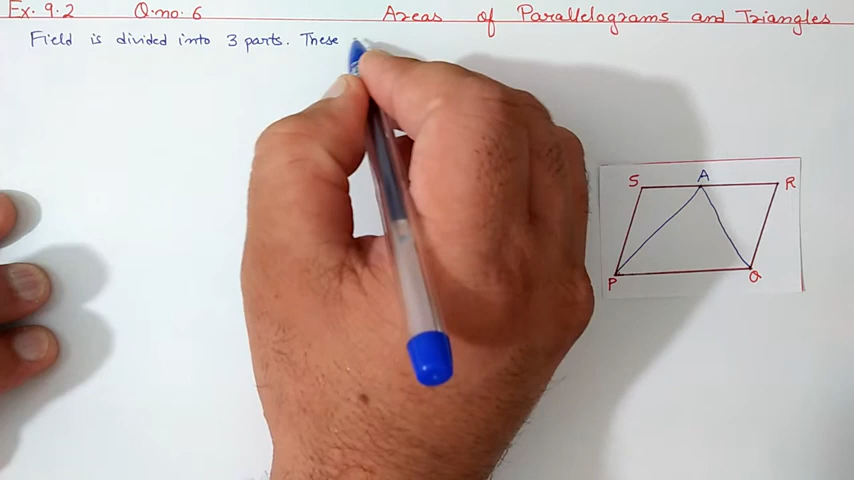 Ex. 9.2 Q.no. 6 Areas of Parallelograms and Triangles
Field is divided into 3 parts. These
S A R
P Q